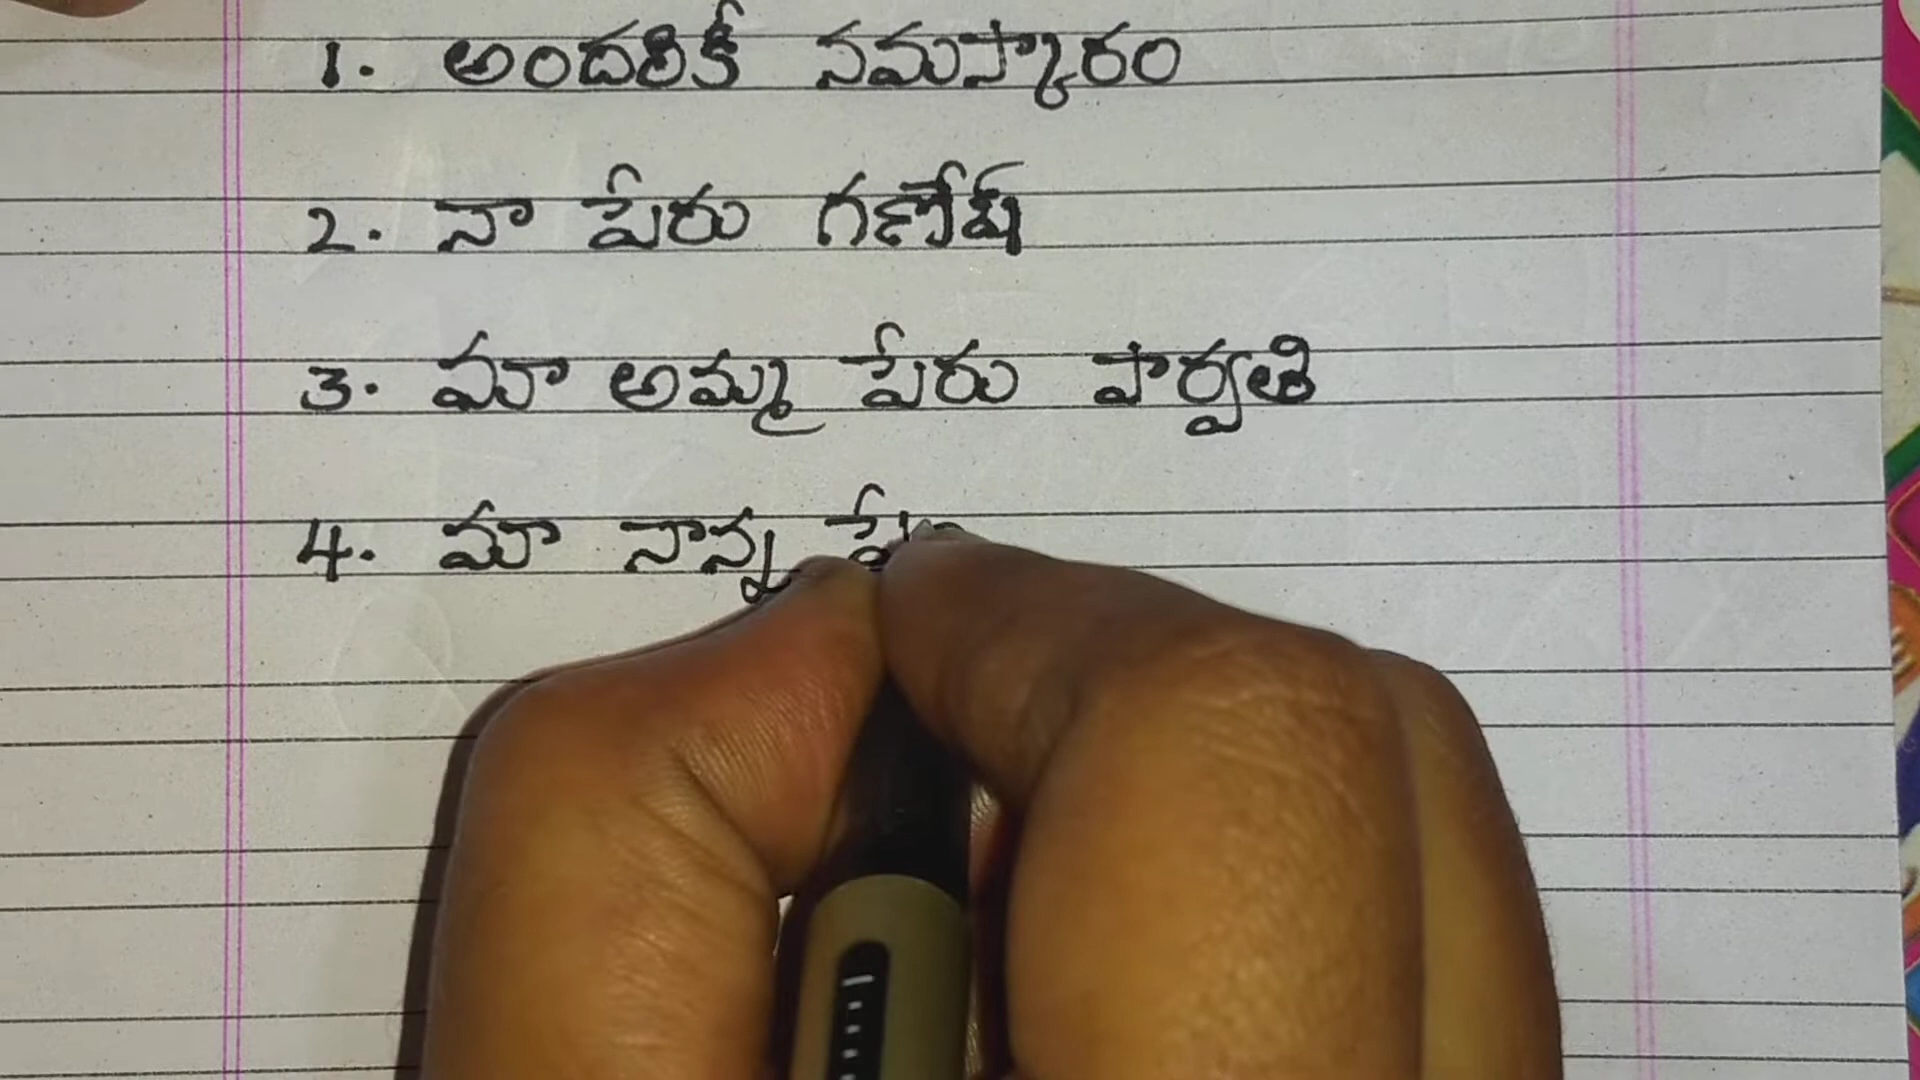 1. అందరికీ నమస్కారం
2. నా పేరు గణేష్
3. మా అమ్మ పేరు పార్వతి
4. మా నాన్న పే